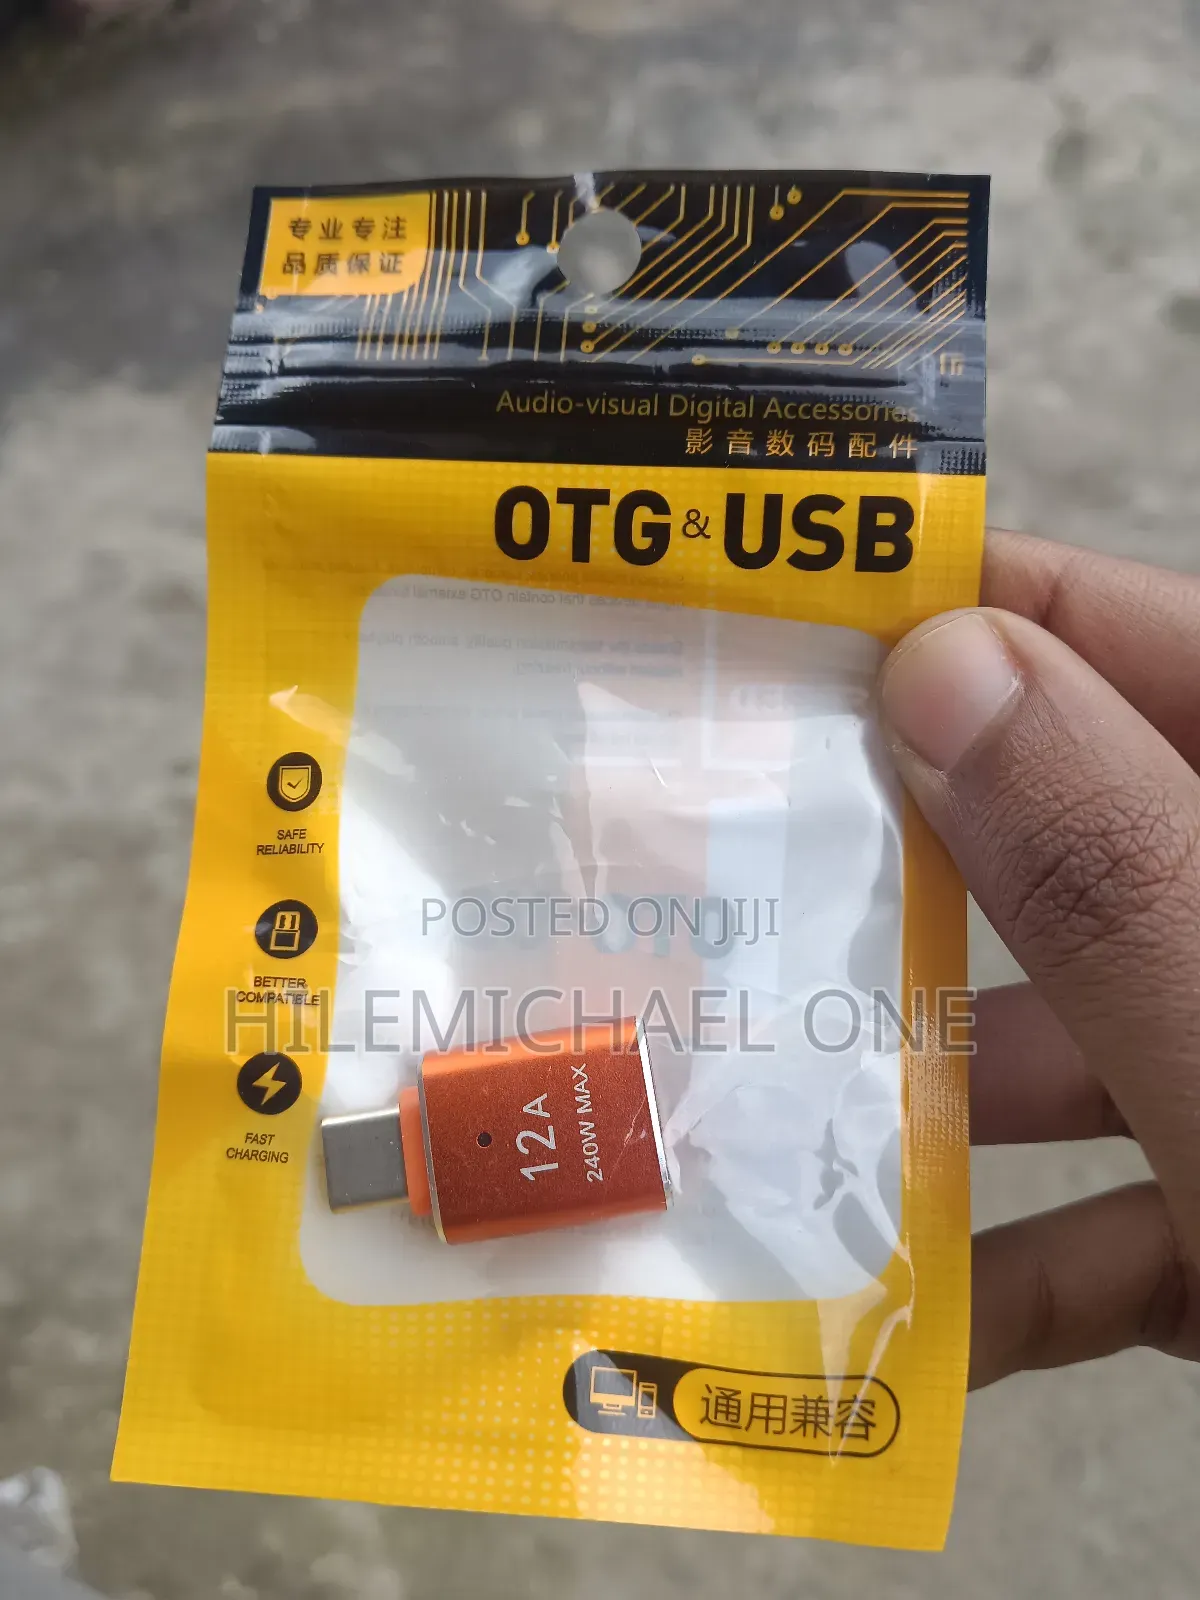 专业专注
品质保证
Audio-visual Digital Accessories
影音数码配件
OTG & USB
SAFE
RELIABILITY
POSTED ON JIJI
BETTER
COMPATIBLE
HILEMICHAEL ONE
12A
240W MAX
FAST
CHARGING
通用兼容